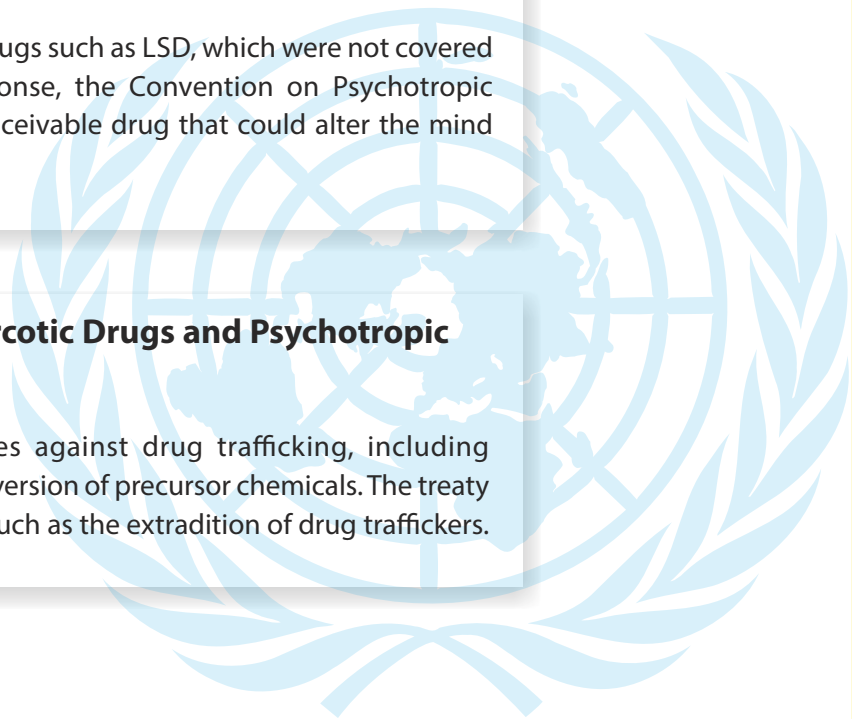 ugs such as LSD, which were not covered
onse, the Convention on Psychotropic
ceivable drug that could alter the mind
rcotic Drugs and Psychotropic
es against drug trafficking, including
version of precursor chemicals. The treaty
uch as the extradition of drug traffickers.